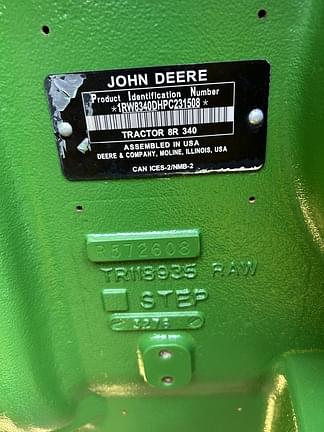 JOHN DEERE
Product Identification Number
*1RW8340DHPC231508*
TRACTOR 8R 340
ASSEMBLED IN USA
DEERE & COMPANY, MOLINE, ILLINOIS, USA
CAN ICES-2/NMB-2
R572608
TR118935 RAW
STEP
3276